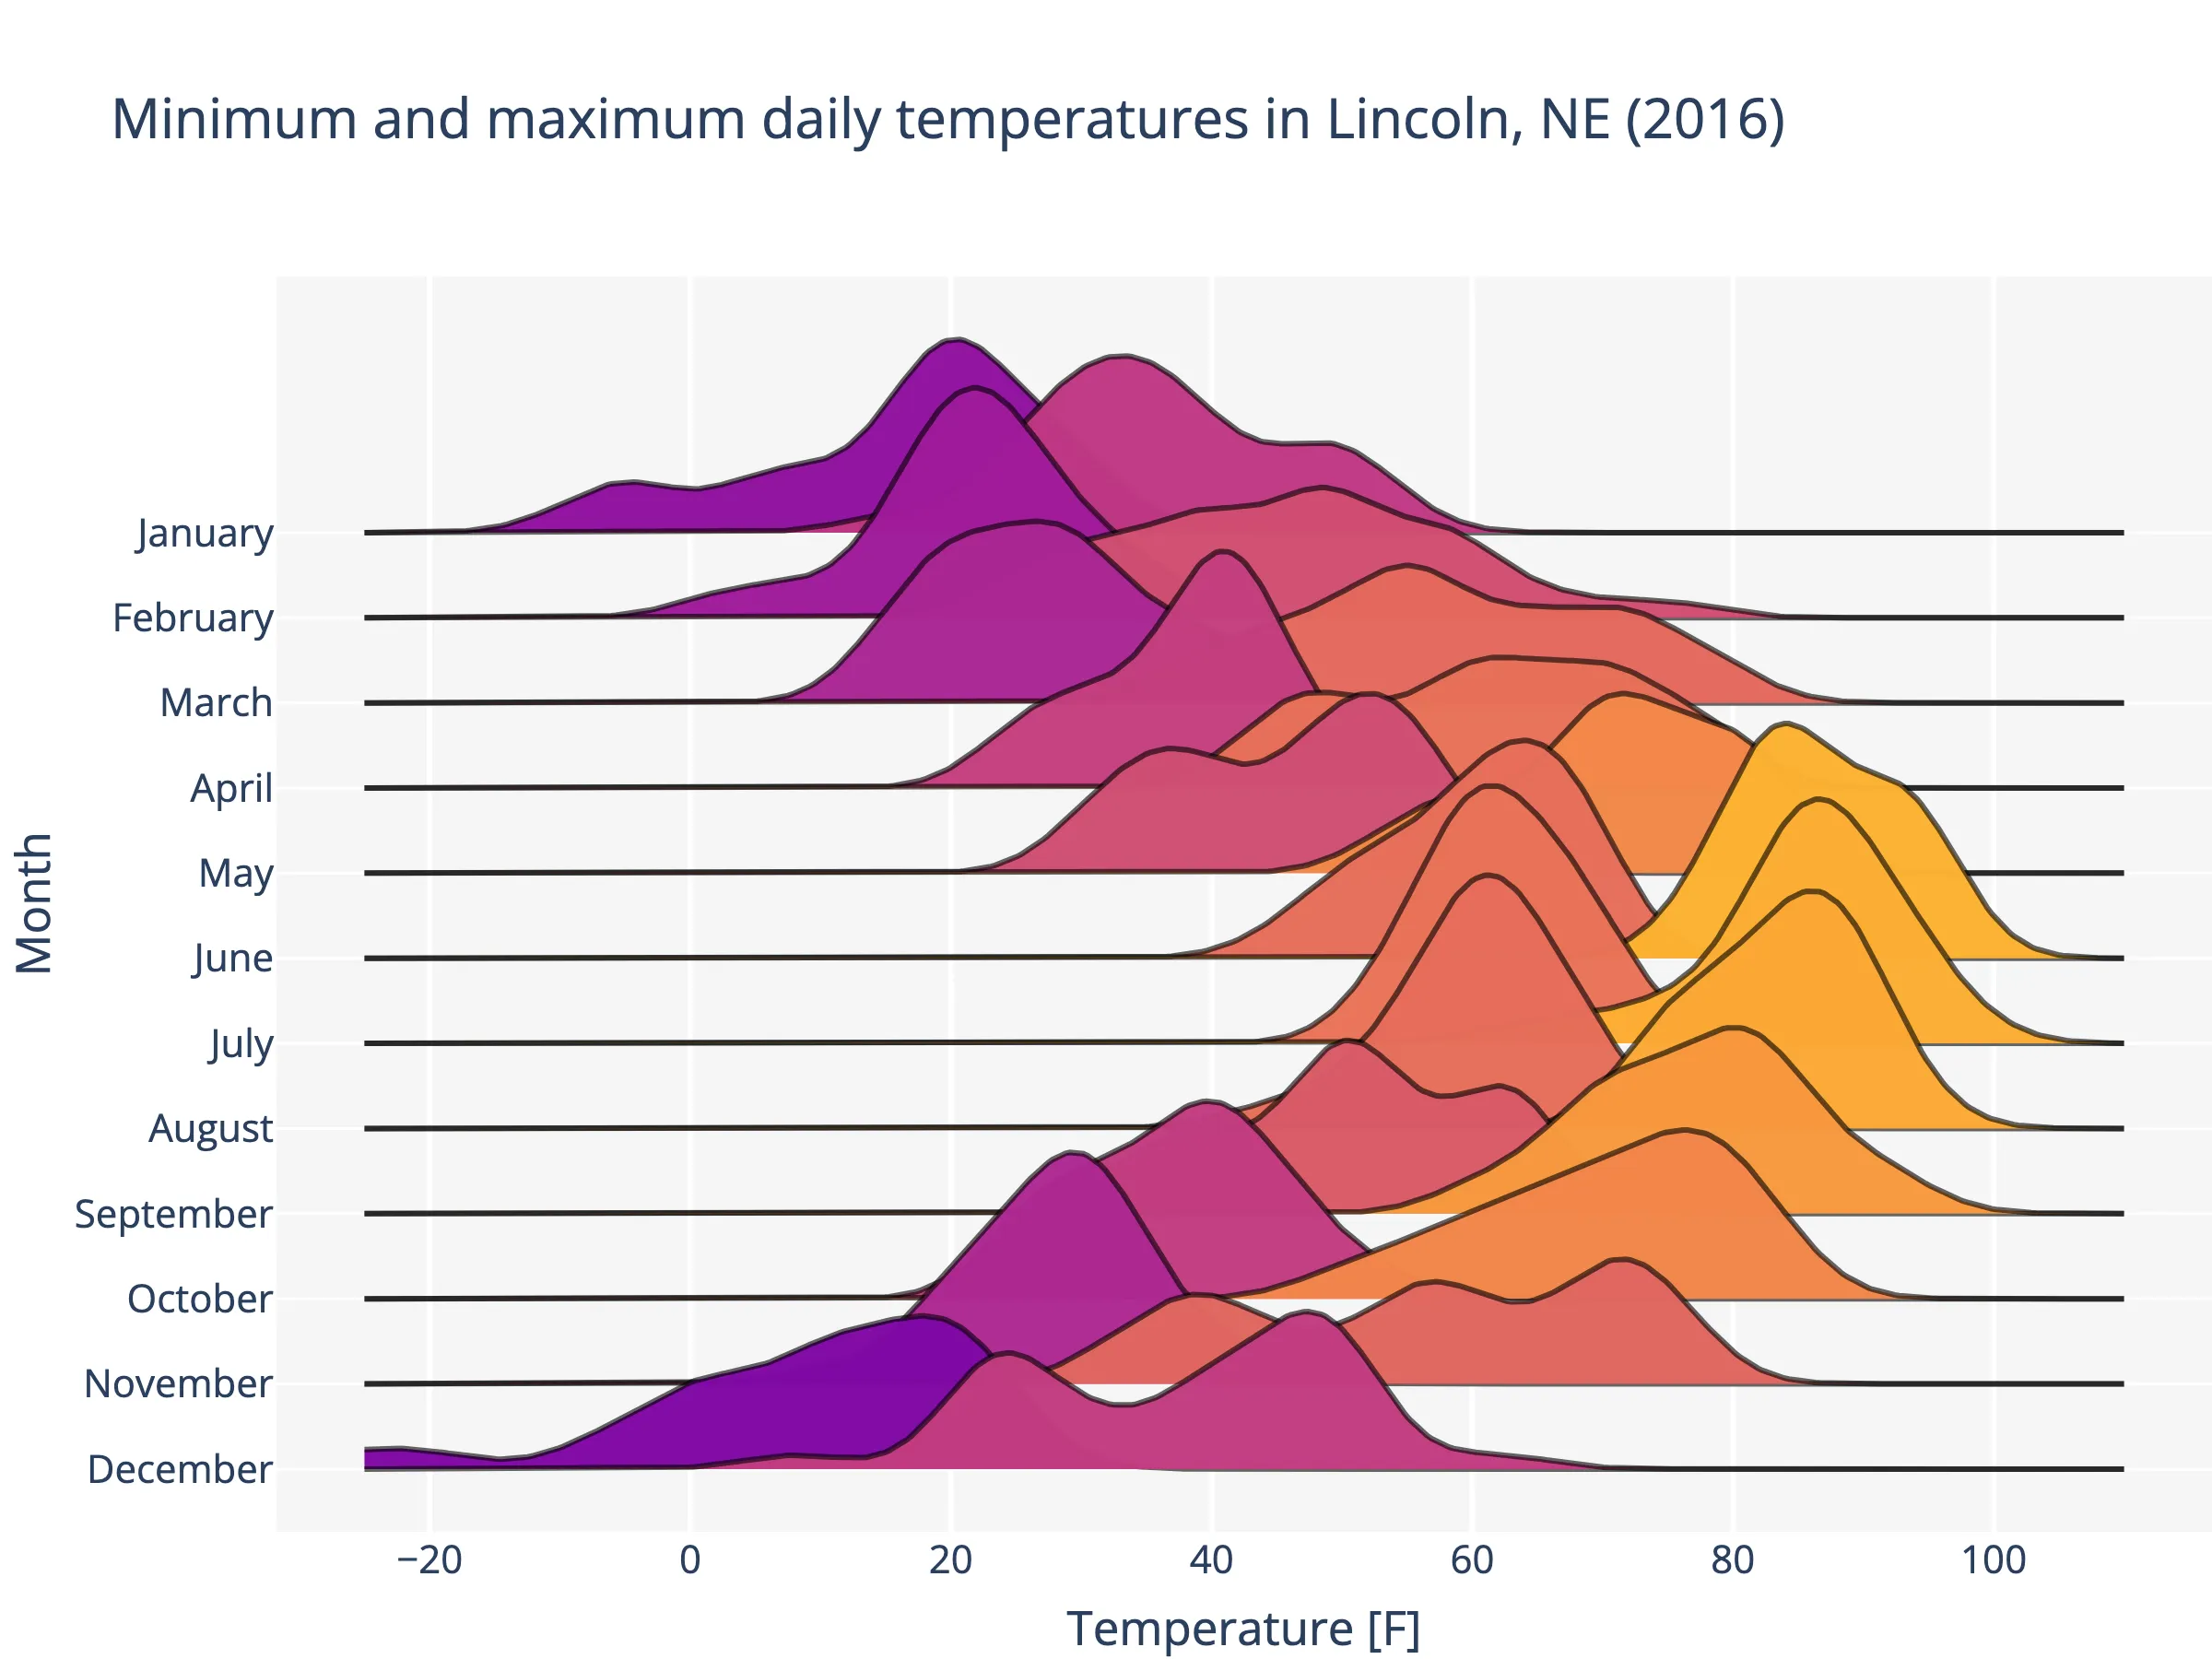 Minimum and maximum daily temperatures in Lincoln, NE (2016)
January
February
March
April
May
June
July
August
September
October
November
December
Month
−20 0 20 40 60 80 100
Temperature [F]